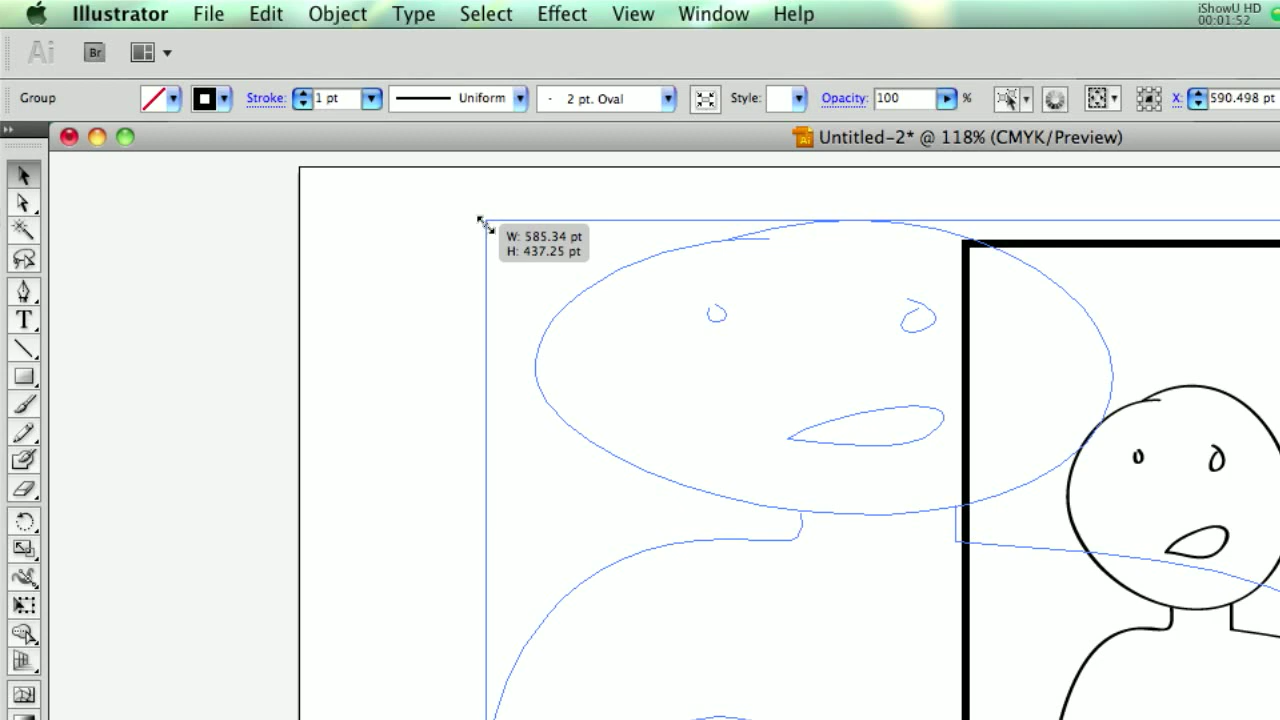 Illustrator File Edit Object Type Select Effect View Window Help
iShowU HD
00:01:52
Ai Br
Group Stroke: 1 pt Uniform 2 pt. Oval Style: Opacity: 100 % X: 590.498 pt
Untitled-2* @ 118% (CMYK/Preview)
W: 585.34 pt
H: 437.25 pt
T